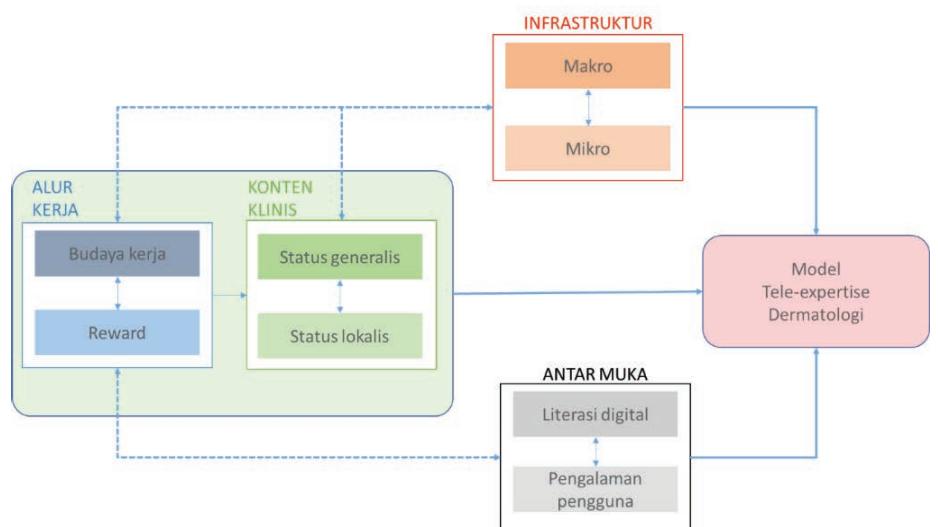 INFRASTRUKTUR
Makro
Mikro
ALUR
KERJA
Budaya kerja
Reward
KONTEN
KLINIS
Status generalis
Status lokalis
Model
Tele-expertise
Dermatologi
ANTAR MUKA
Literasi digital
Pengalaman
pengguna